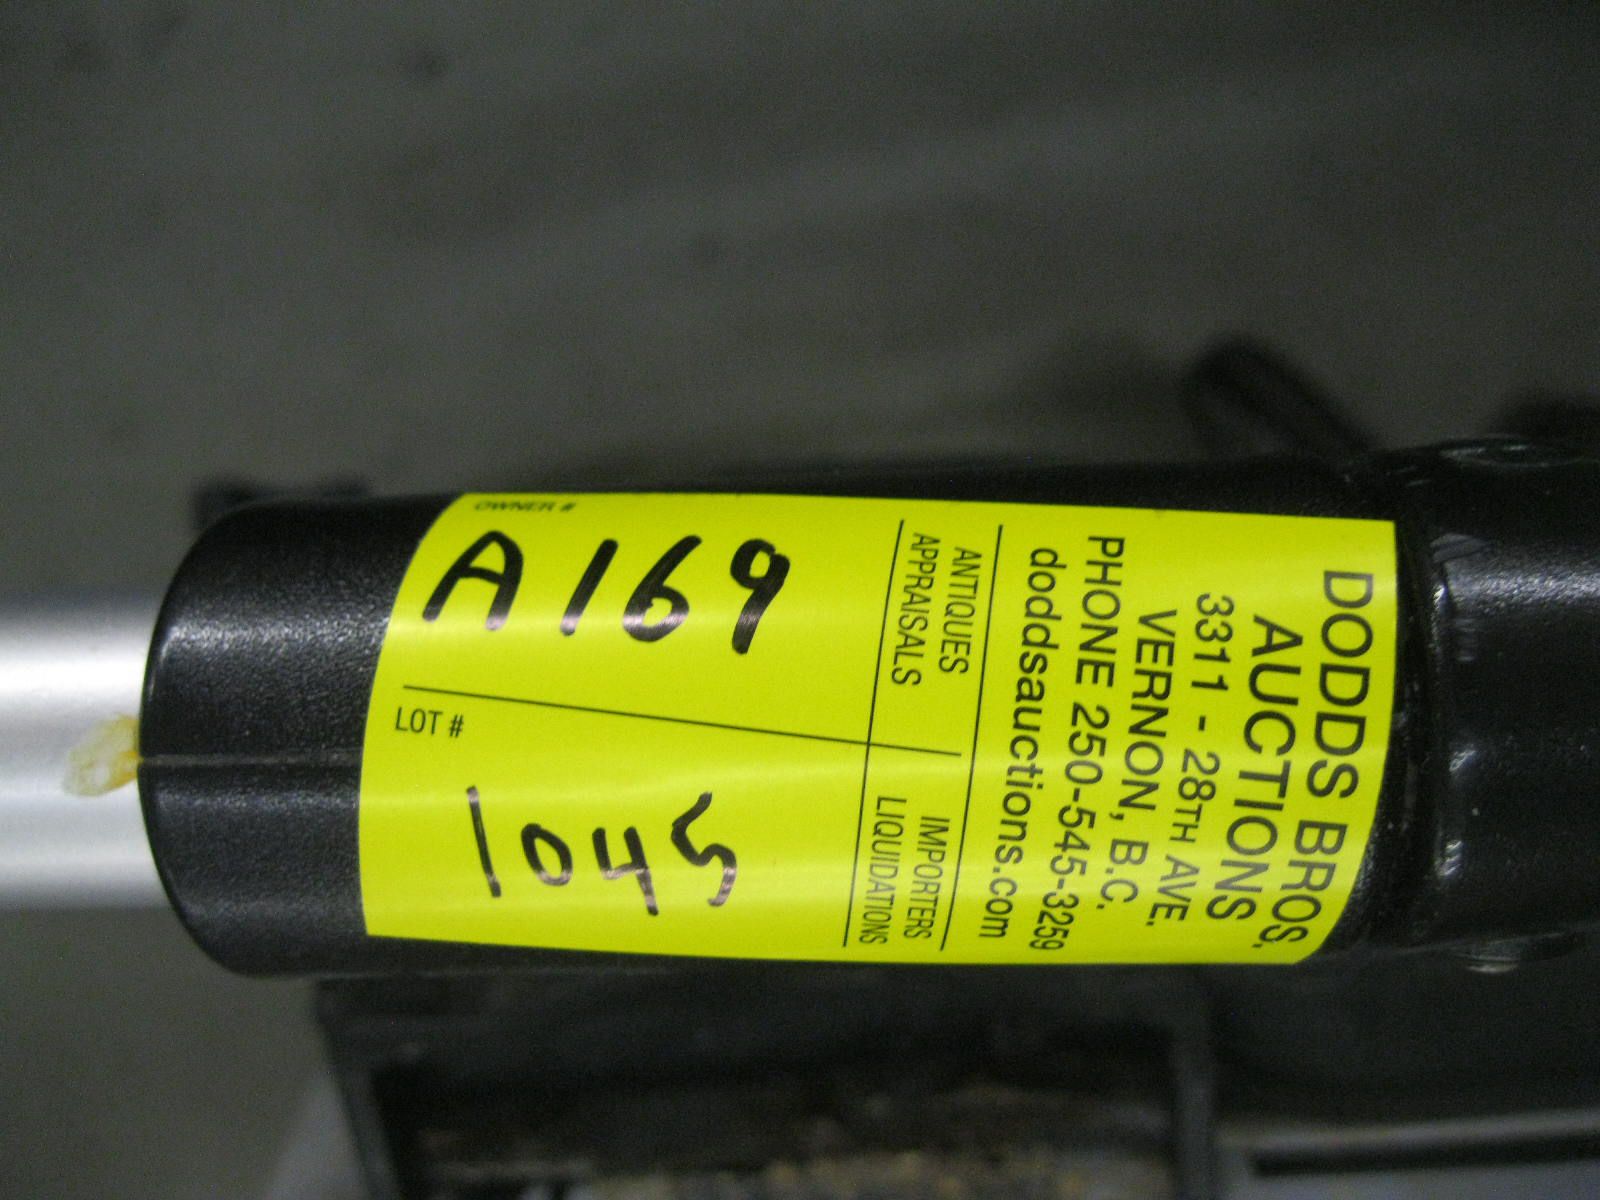 DODDS BROS.
AUCTIONS
3311 - 28TH AVE.
VERNON, B.C.
PHONE 250-545-3259
doddsauctions.com
ANTIQUES
APPRAISALS
IMPORTERS
LIQUIDATIONS
OWNER #
A169
LOT #
1045